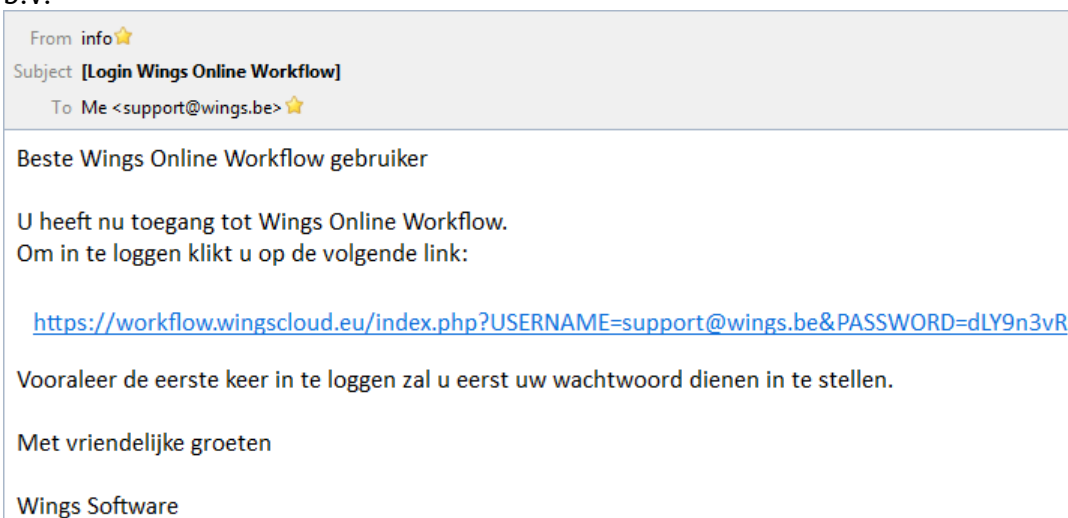 From info
Subject [Login Wings Online Workflow]
To Me <support@wings.be>
Beste Wings Online Workflow gebruiker
U heeft nu toegang tot Wings Online Workflow.
Om in te loggen klikt u op de volgende link:
https://workflow.wingscloud.eu/index.php?USERNAME=support@wings.be&PASSWORD=dLY9n3vR
Vooraleer de eerste keer in te loggen zal u eerst uw wachtwoord dienen in te stellen.
Met vriendelijke groeten
Wings Software